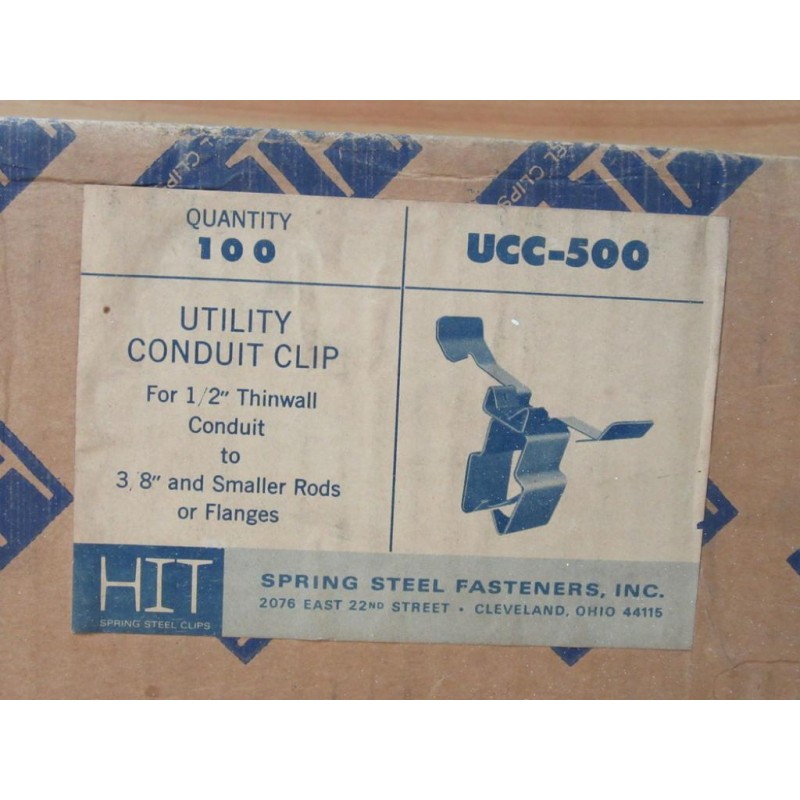 QUANTITY
100
UCC-500
UTILITY
CONDUIT CLIP
For 1/2" Thinwall
Conduit
to
3/8" and Smaller Rods
or Flanges
HIT
SPRING STEEL CLIPS
SPRING STEEL FASTENERS, INC.
2076 EAST 22ND STREET • CLEVELAND, OHIO 44115